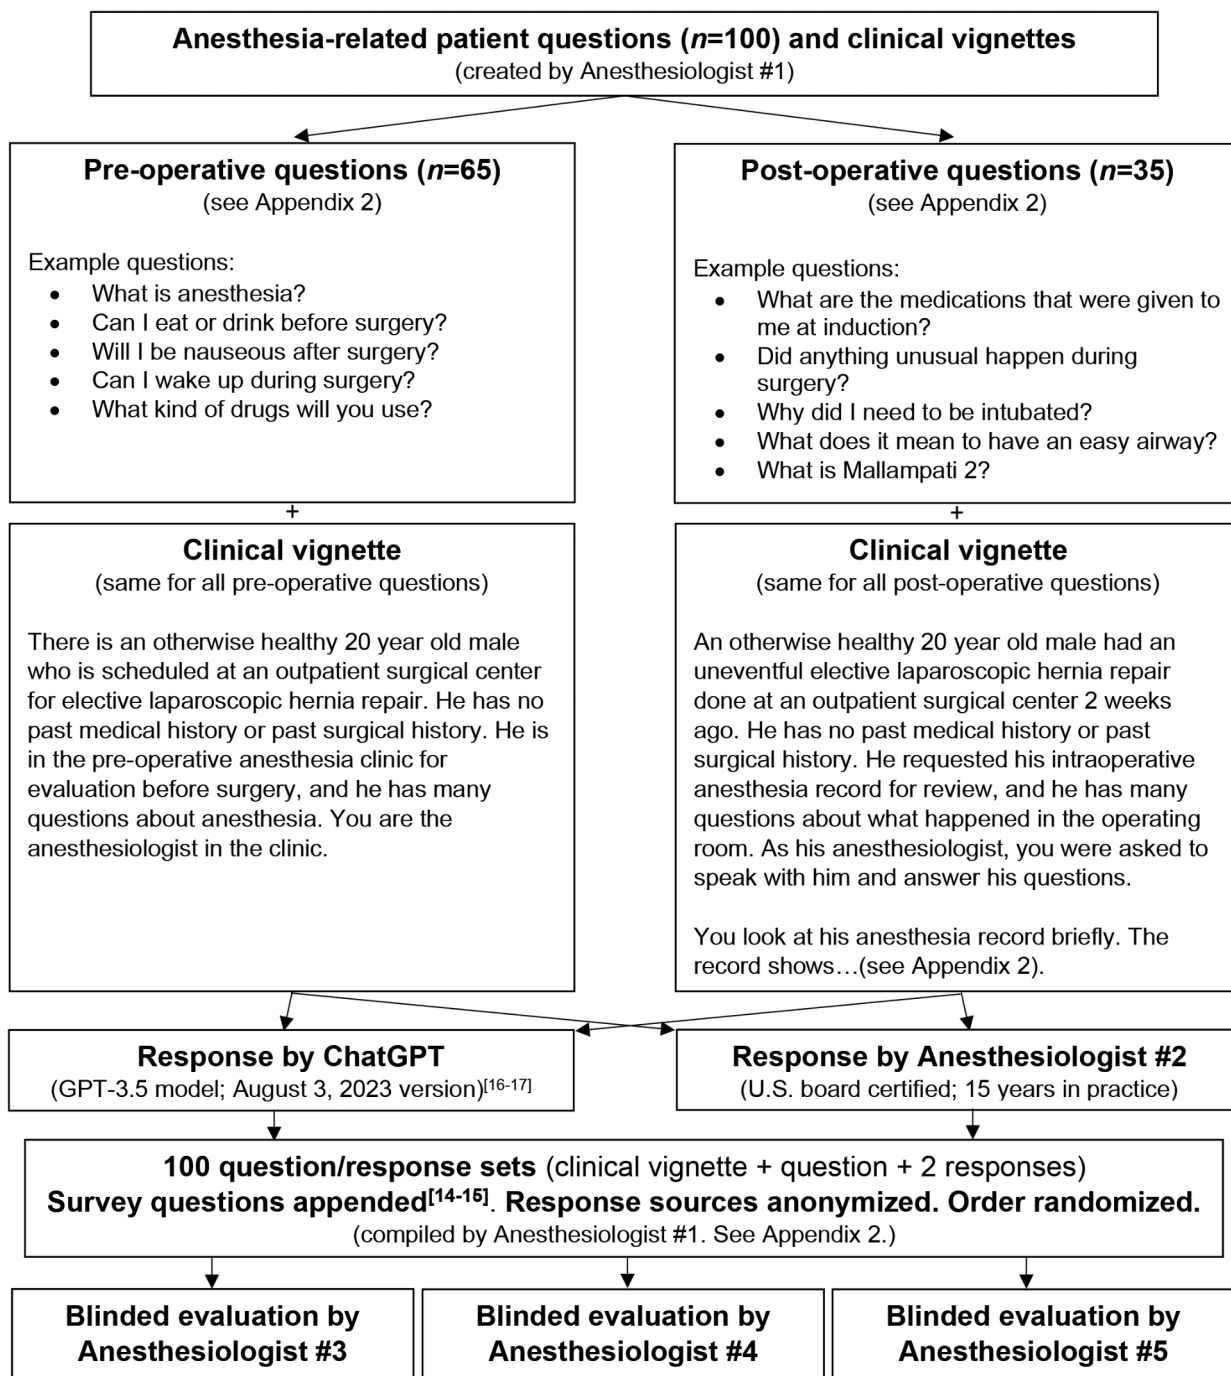 Anesthesia-related patient questions (n=100) and clinical vignettes
(created by Anesthesiologist #1)
Pre-operative questions (n=65)
(see Appendix 2)
Example questions:
• What is anesthesia?
• Can I eat or drink before surgery?
• Will I be nauseous after surgery?
• Can I wake up during surgery?
• What kind of drugs will you use?
Post-operative questions (n=35)
(see Appendix 2)
Example questions:
• What are the medications that were given to
me at induction?
• Did anything unusual happen during
surgery?
• Why did I need to be intubated?
• What does it mean to have an easy airway?
• What is Mallampati 2?
+
+
Clinical vignette
(same for all pre-operative questions)
There is an otherwise healthy 20 year old male
who is scheduled at an outpatient surgical center
for elective laparoscopic hernia repair. He has no
past medical history or past surgical history. He is
in the pre-operative anesthesia clinic for
evaluation before surgery, and he has many
questions about anesthesia. You are the
anesthesiologist in the clinic.
Clinical vignette
(same for all post-operative questions)
An otherwise healthy 20 year old male had an
uneventful elective laparoscopic hernia repair
done at an outpatient surgical center 2 weeks
ago. He has no past medical history or past
surgical history. He requested his intraoperative
anesthesia record for review, and he has many
questions about what happened in the operating
room. As his anesthesiologist, you were asked to
speak with him and answer his questions.
You look at his anesthesia record briefly. The
record shows…(see Appendix 2).
Response by ChatGPT
(GPT-3.5 model; August 3, 2023 version)[16-17]
Response by Anesthesiologist #2
(U.S. board certified; 15 years in practice)
100 question/response sets (clinical vignette + question + 2 responses)
Survey questions appended[14-15]. Response sources anonymized. Order randomized.
(compiled by Anesthesiologist #1. See Appendix 2.)
Blinded evaluation by
Anesthesiologist #3
Blinded evaluation by
Anesthesiologist #4
Blinded evaluation by
Anesthesiologist #5